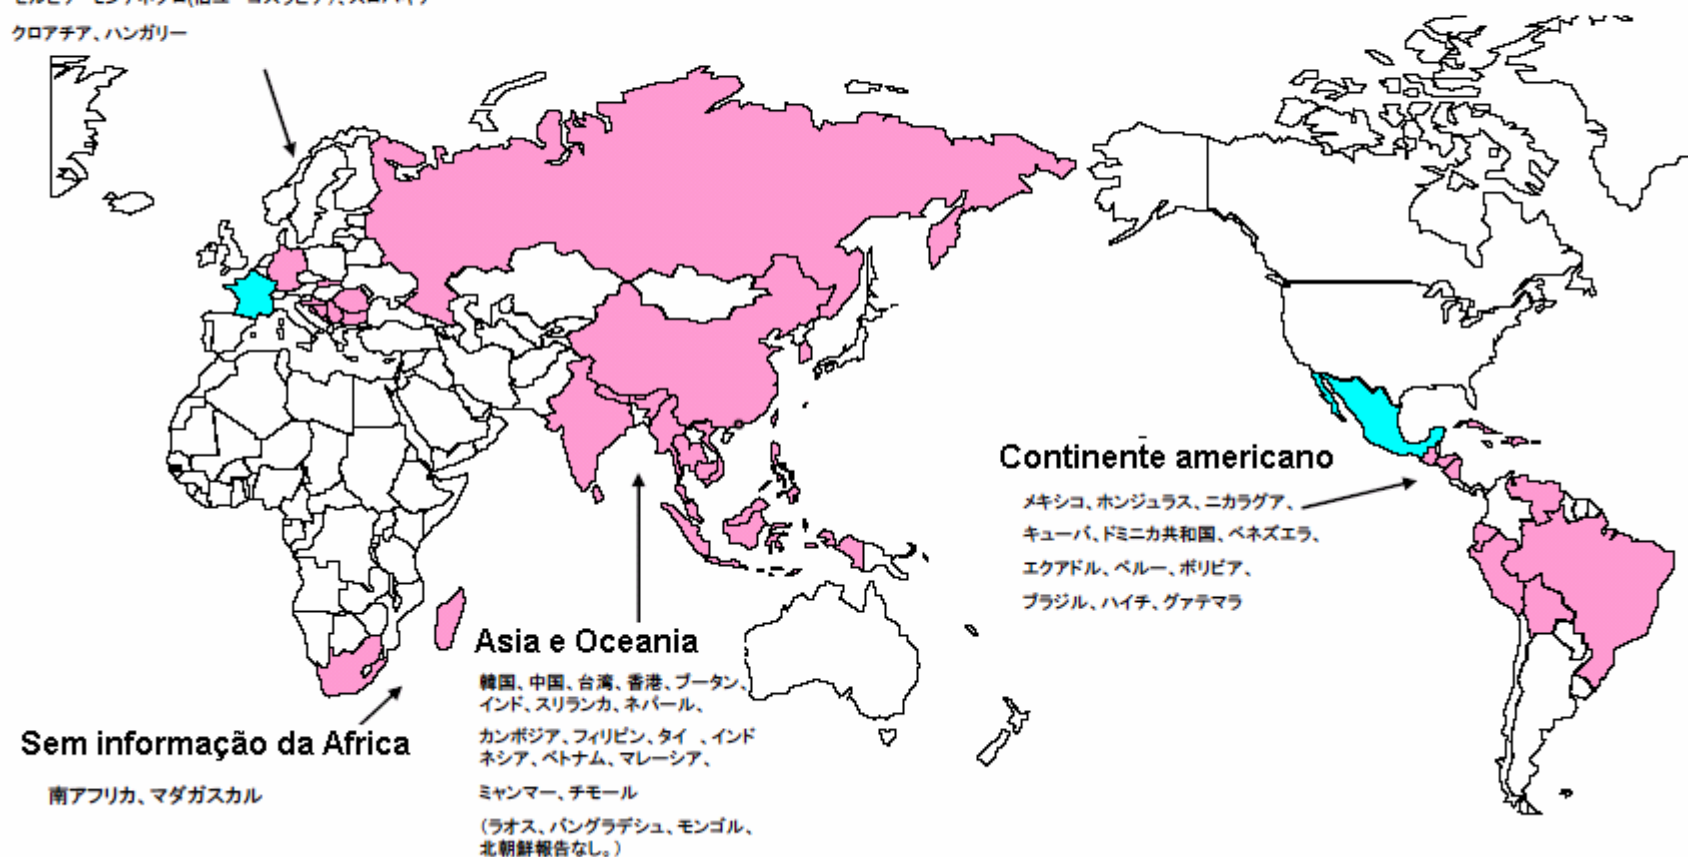 クロアチア、ハンガリー
Continente americano
メキシコ、ホンジュラス、ニカラグア、
キューバ、ドミニカ共和国、ベネズエラ、
エクアドル、ペルー、ボリビア、
ブラジル、ハイチ、グァテマラ
Asia e Oceania
韓国、中国、台湾、香港、ブータン、
インド、スリランカ、ネパール、
カンボジア、フィリピン、タイ 、インド
ネシア、ベトナム、マレーシア、
ミャンマー、チモール
(ラオス、バングラデシュ、モンゴル、
北朝鮮報告なし。)
Sem informação da Africa
南アフリカ、マダガスカル